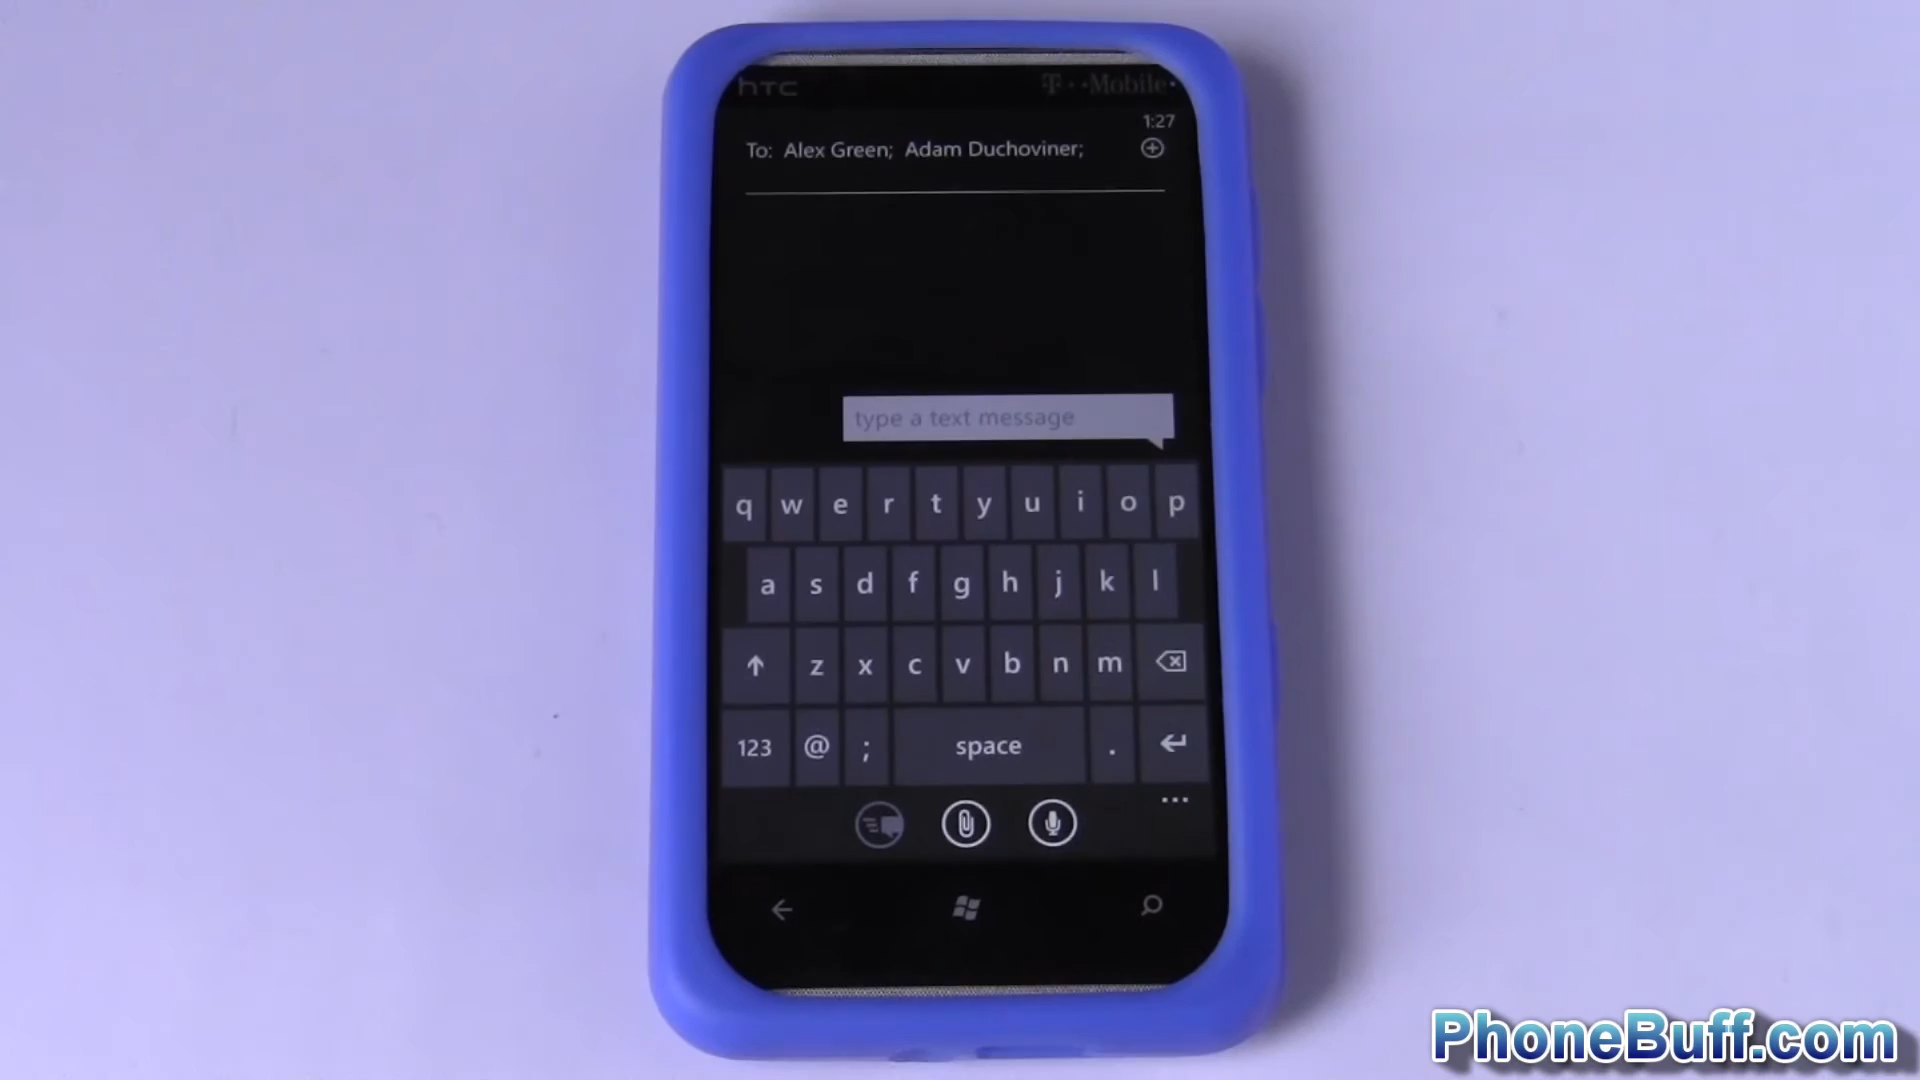 hTC T··Mobile·
1:27
To: Alex Green; Adam Duchoviner;
type a text message
q w e r t y u i o p
a s d f g h j k l
z x c v b n m
123 @ ; space .
PhoneBuff.com